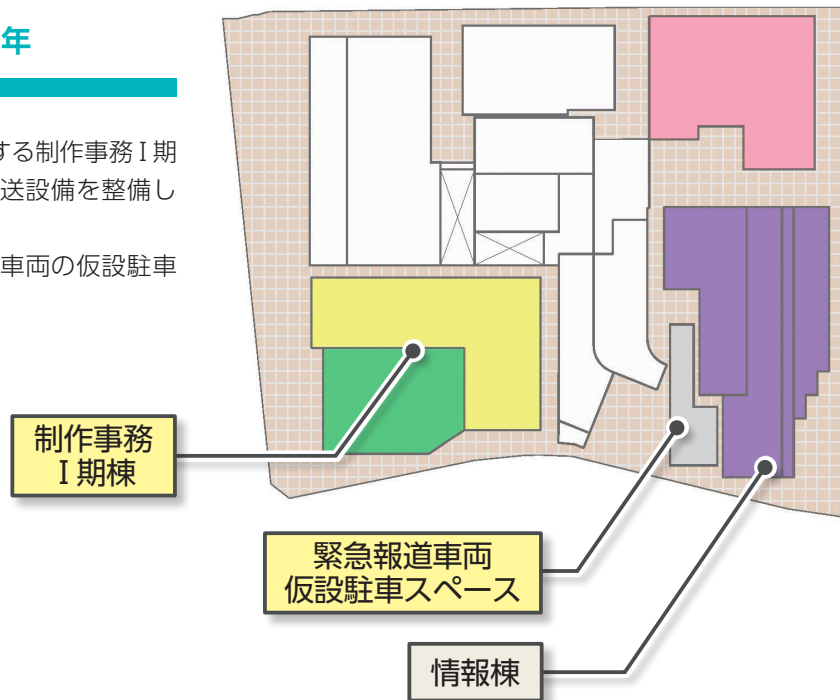 年
する制作事務Ⅰ期
送設備を整備し
車両の仮設駐車
制作事務
Ⅰ期棟
緊急報道車両
仮設駐車スペース
情報棟